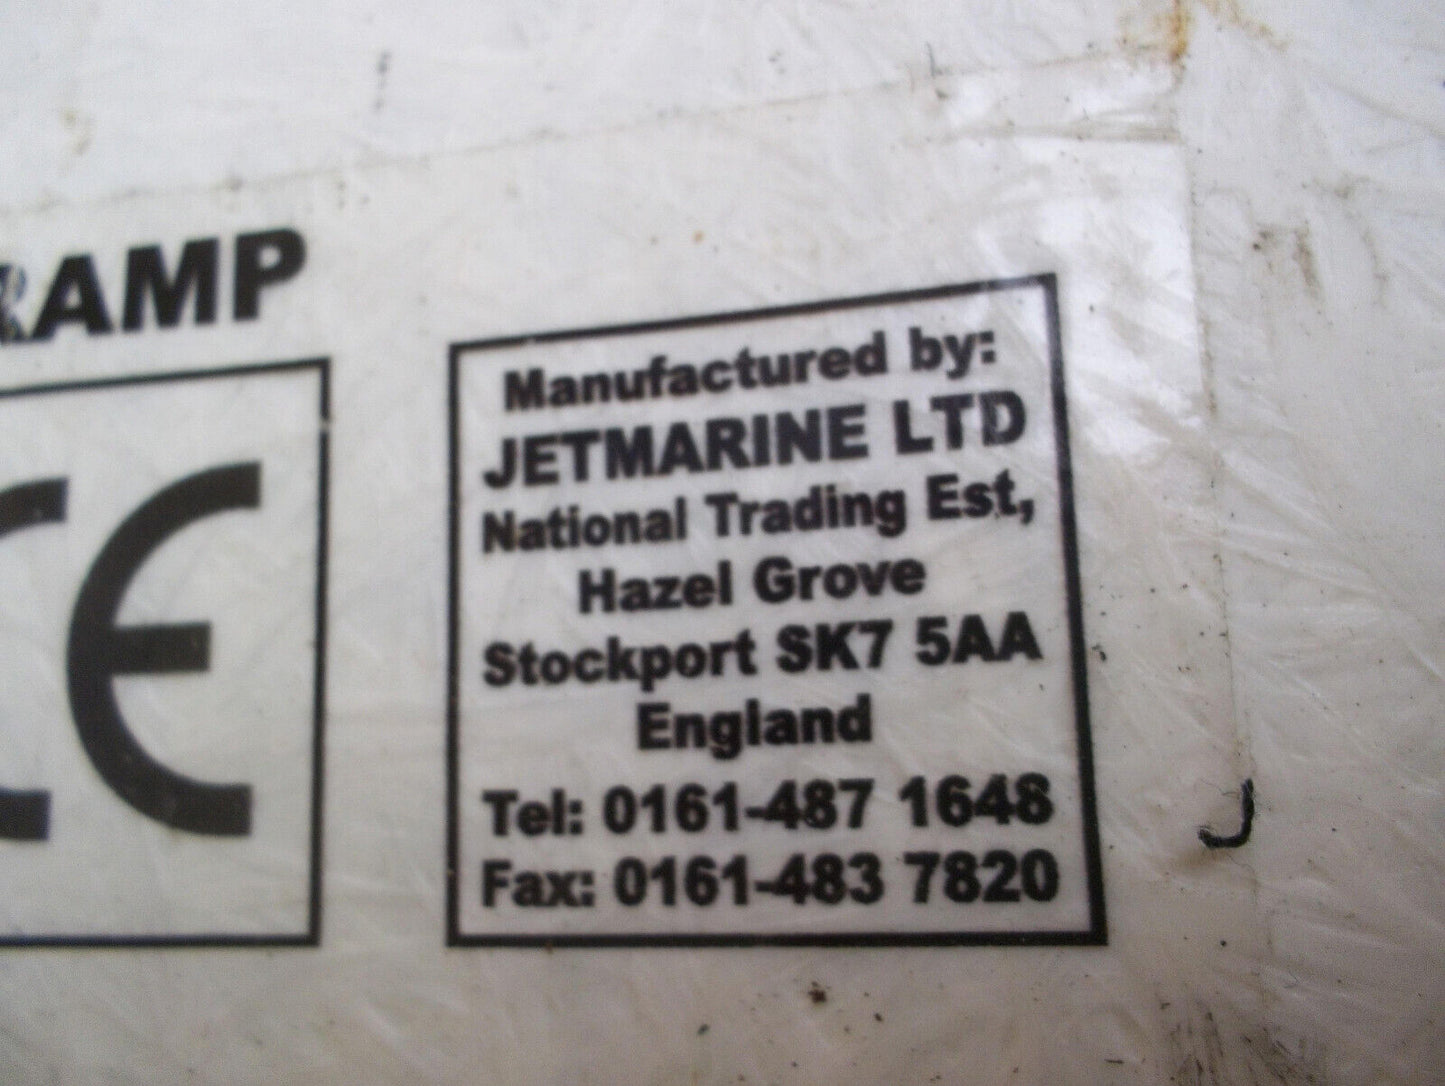 RAMP
CE
Manufactured by:
JETMARINE LTD
National Trading Est,
Hazel Grove
Stockport SK7 5AA
England
Tel: 0161-487 1648
Fax: 0161-483 7820